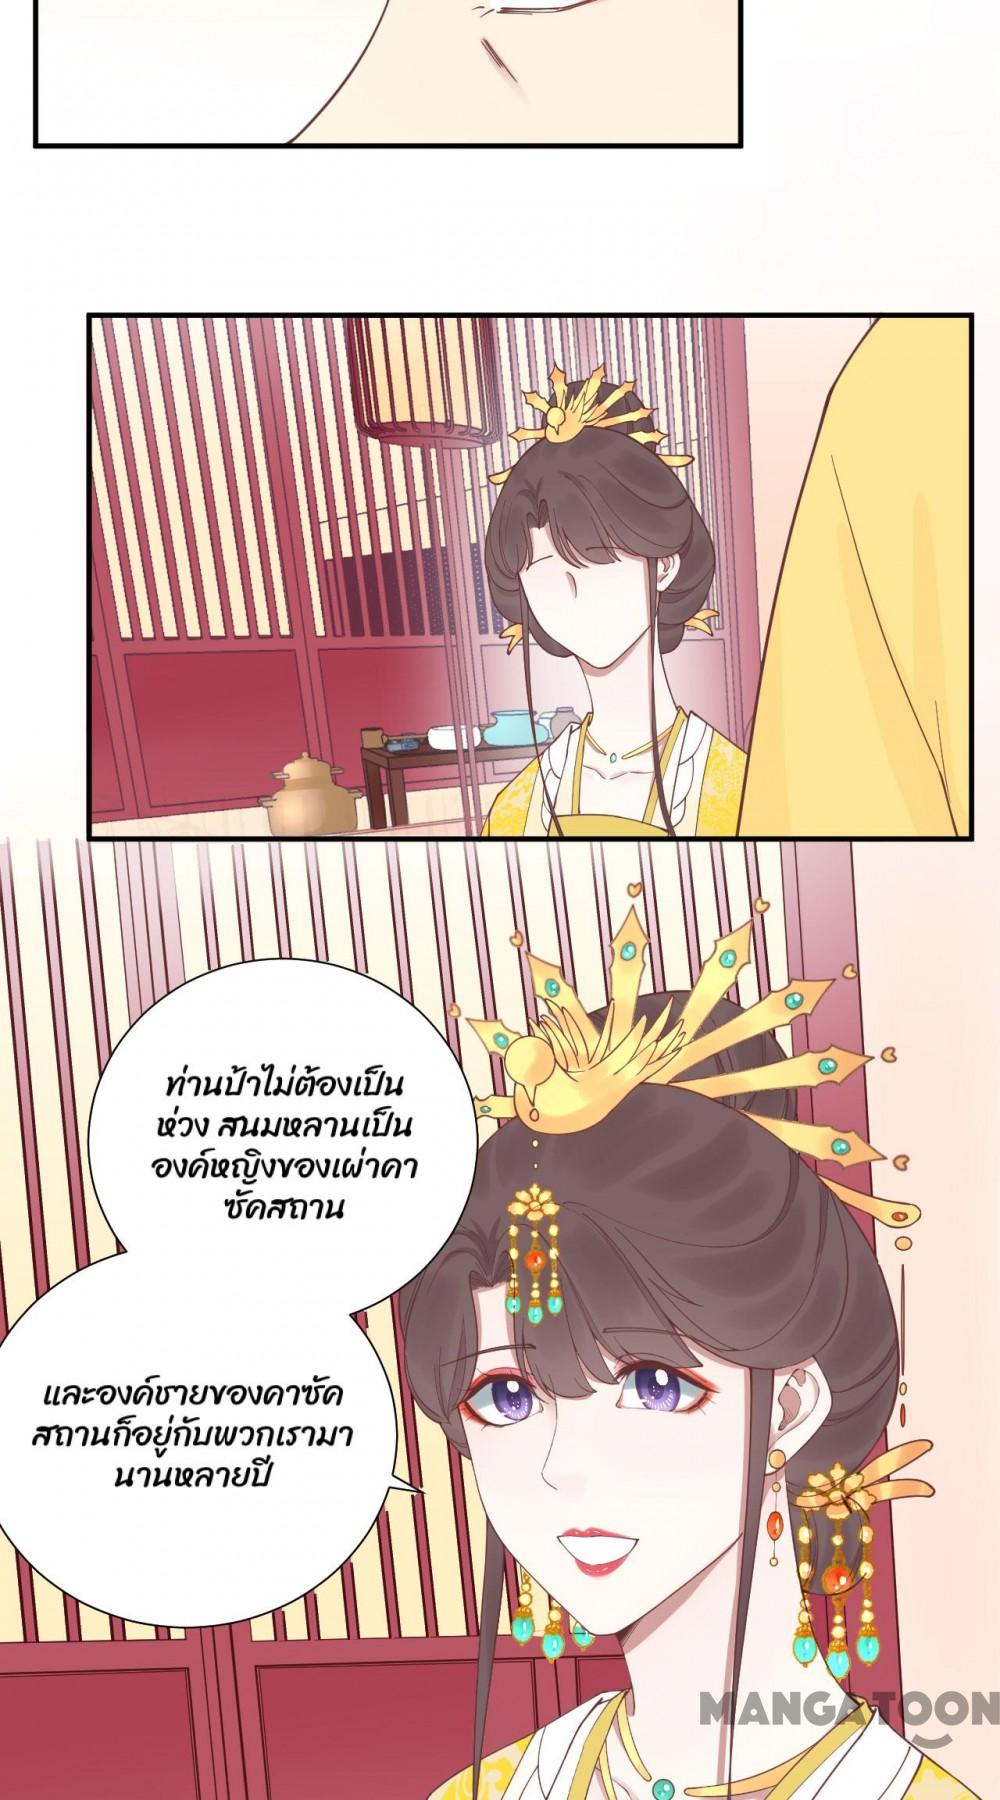 ท่านป้าไม่ต้องเป็น
ห่วง สนมหลานเป็น
องค์หญิงของเผ่าคา
ซัคสถาน
และองค์ชายของคาซัค
สถานก็อยู่กับพวกเรามา
นานหลายปี
MANGATOON